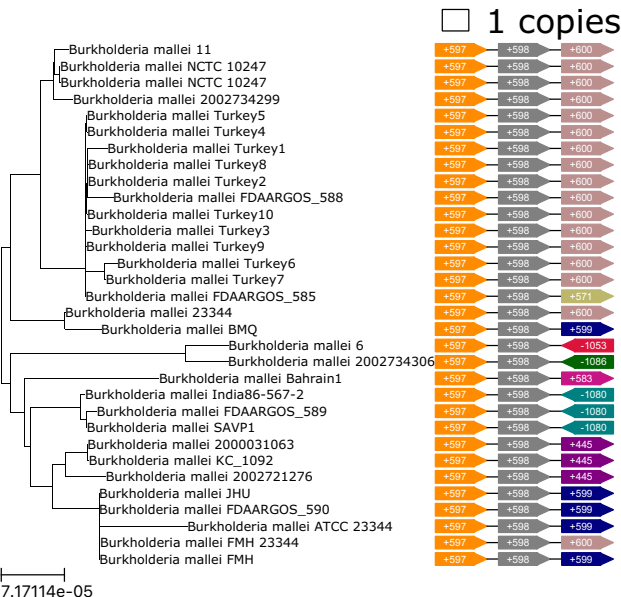 1 copies
Burkholderia mallei 11 +597 +598 +600
Burkholderia mallei NCTC 10247 +597 +598 +600
Burkholderia mallei NCTC 10247 +597 +598 +600
Burkholderia mallei 2002734299 +597 +598 +600
Burkholderia mallei Turkey5 +597 +598 +600
Burkholderia mallei Turkey4 +597 +598 +600
Burkholderia mallei Turkey1 +597 +598 +600
Burkholderia mallei Turkey8 +597 +598 +600
Burkholderia mallei Turkey2 +597 +598 +600
Burkholderia mallei FDAARGOS_588 +597 +598 +600
Burkholderia mallei Turkey10 +597 +598 +600
Burkholderia mallei Turkey3 +597 +598 +600
Burkholderia mallei Turkey9 +597 +598 +600
Burkholderia mallei Turkey6 +597 +598 +600
Burkholderia mallei Turkey7 +597 +598 +600
Burkholderia mallei FDAARGOS_585 +597 +598 +571
Burkholderia mallei 23344 +597 +598 +600
Burkholderia mallei BMQ +597 +598 +599
Burkholderia mallei 6 +597 +598 -1053
Burkholderia mallei 2002734306 +597 +598 -1086
Burkholderia mallei Bahrain1 +597 +598 +583
Burkholderia mallei India86-567-2 +597 +598 -1080
Burkholderia mallei FDAARGOS_589 +597 +598 -1080
Burkholderia mallei SAVP1 +597 +598 -1080
Burkholderia mallei 2000031063 +597 +598 +445
Burkholderia mallei KC_1092 +597 +598 +445
Burkholderia mallei 2002721276 +597 +598 +445
Burkholderia mallei JHU +597 +598 +599
Burkholderia mallei FDAARGOS_590 +597 +598 +599
Burkholderia mallei ATCC 23344 +597 +598 +599
Burkholderia mallei FMH 23344 +597 +598 +600
Burkholderia mallei FMH +597 +598 +599
7.17114e-05